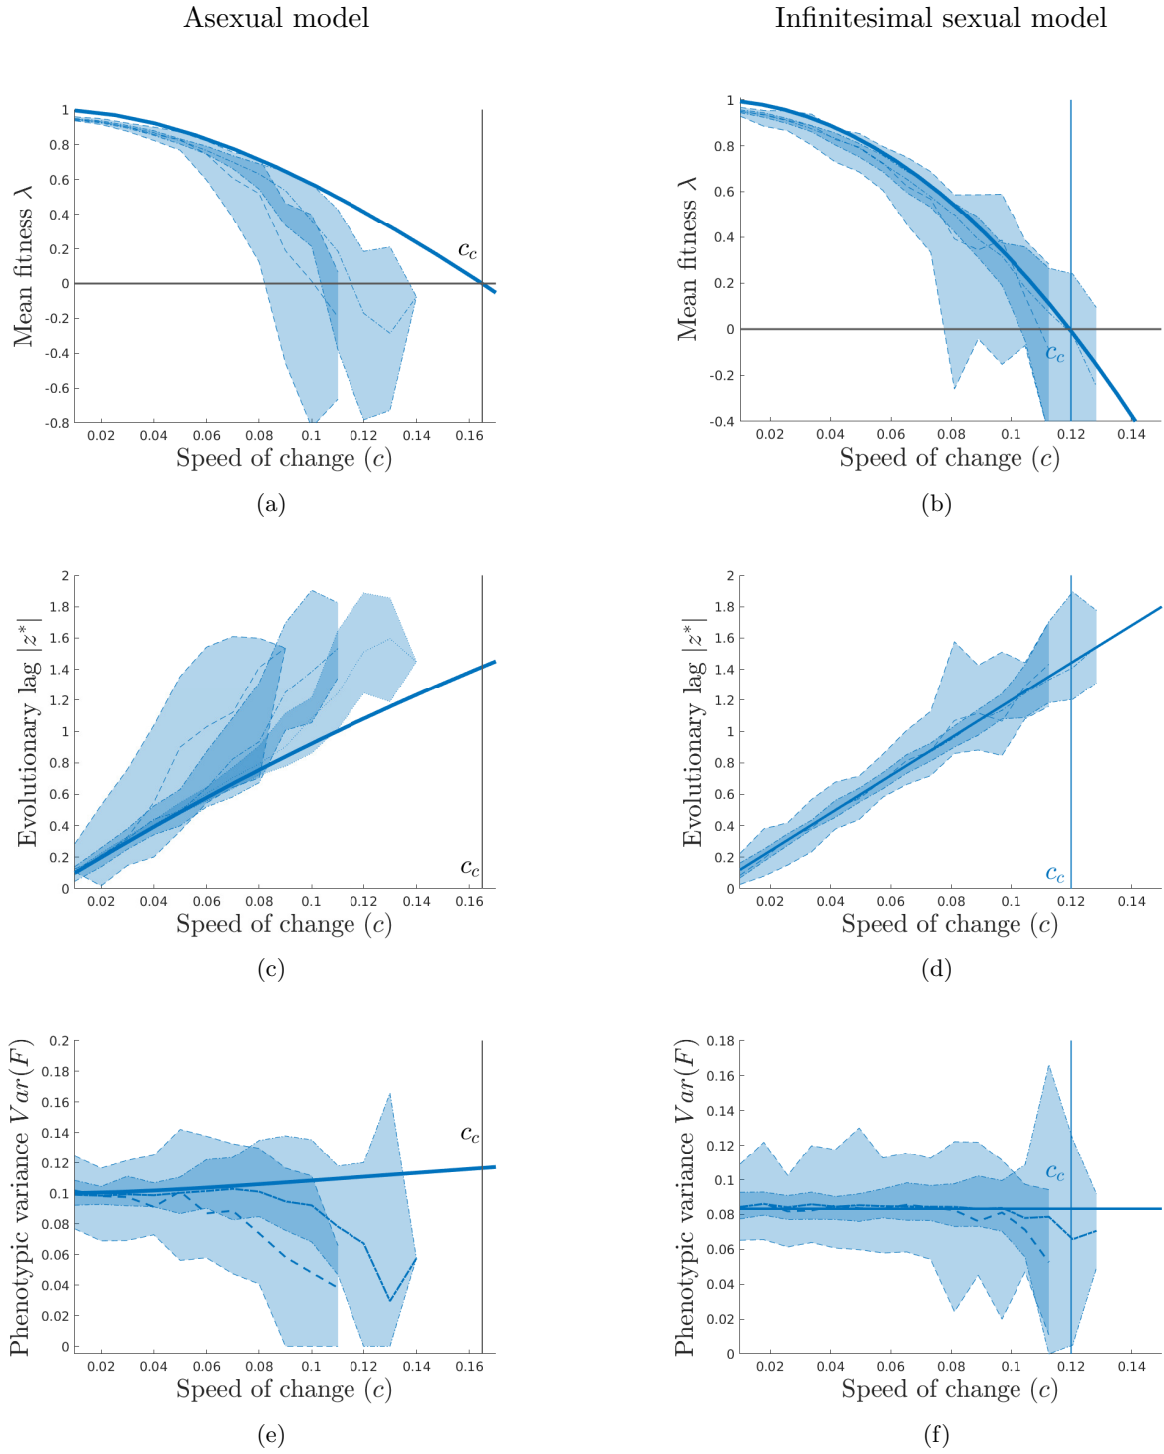 Asexual model
Infinitesimal sexual model
Mean fitness λ
1
0.8
0.6
0.4
0.2
0
-0.2
-0.4
-0.6
-0.8
c_c
0.02 0.04 0.06 0.08 0.1 0.12 0.14 0.16
Speed of change (c)
(a)
Mean fitness λ
1
0.8
0.6
0.4
0.2
0
-0.2
-0.4
c_c
0.02 0.04 0.06 0.08 0.1 0.12 0.14
Speed of change (c)
(b)
Evolutionary lag |z*|
2
1.8
1.6
1.4
1.2
1
0.8
0.6
0.4
0.2
0
c_c
0.02 0.04 0.06 0.08 0.1 0.12 0.14 0.16
Speed of change (c)
(c)
Evolutionary lag |z*|
2
1.8
1.6
1.4
1.2
1
0.8
0.6
0.4
0.2
0
c_c
0.02 0.04 0.06 0.08 0.1 0.12 0.14
Speed of change (c)
(d)
Phenotypic variance Var(F)
0.2
0.18
0.16
0.14
0.12
0.1
0.08
0.06
0.04
0.02
0
c_c
0.02 0.04 0.06 0.08 0.1 0.12 0.14 0.16
Speed of change (c)
(e)
Phenotypic variance Var(F)
0.18
0.16
0.14
0.12
0.1
0.08
0.06
0.04
0.02
0
c_c
0.02 0.04 0.06 0.08 0.1 0.12 0.14
Speed of change (c)
(f)